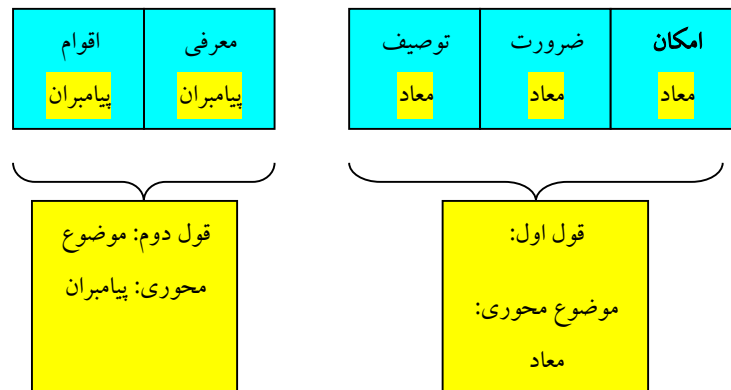 امکان
معاد
ضرورت
معاد
توصیف
معاد
معرفی
پیامبران
اقوام
پیامبران
قول اول:
موضوع محوری:
معاد
قول دوم: موضوع
محوری: پیامبران